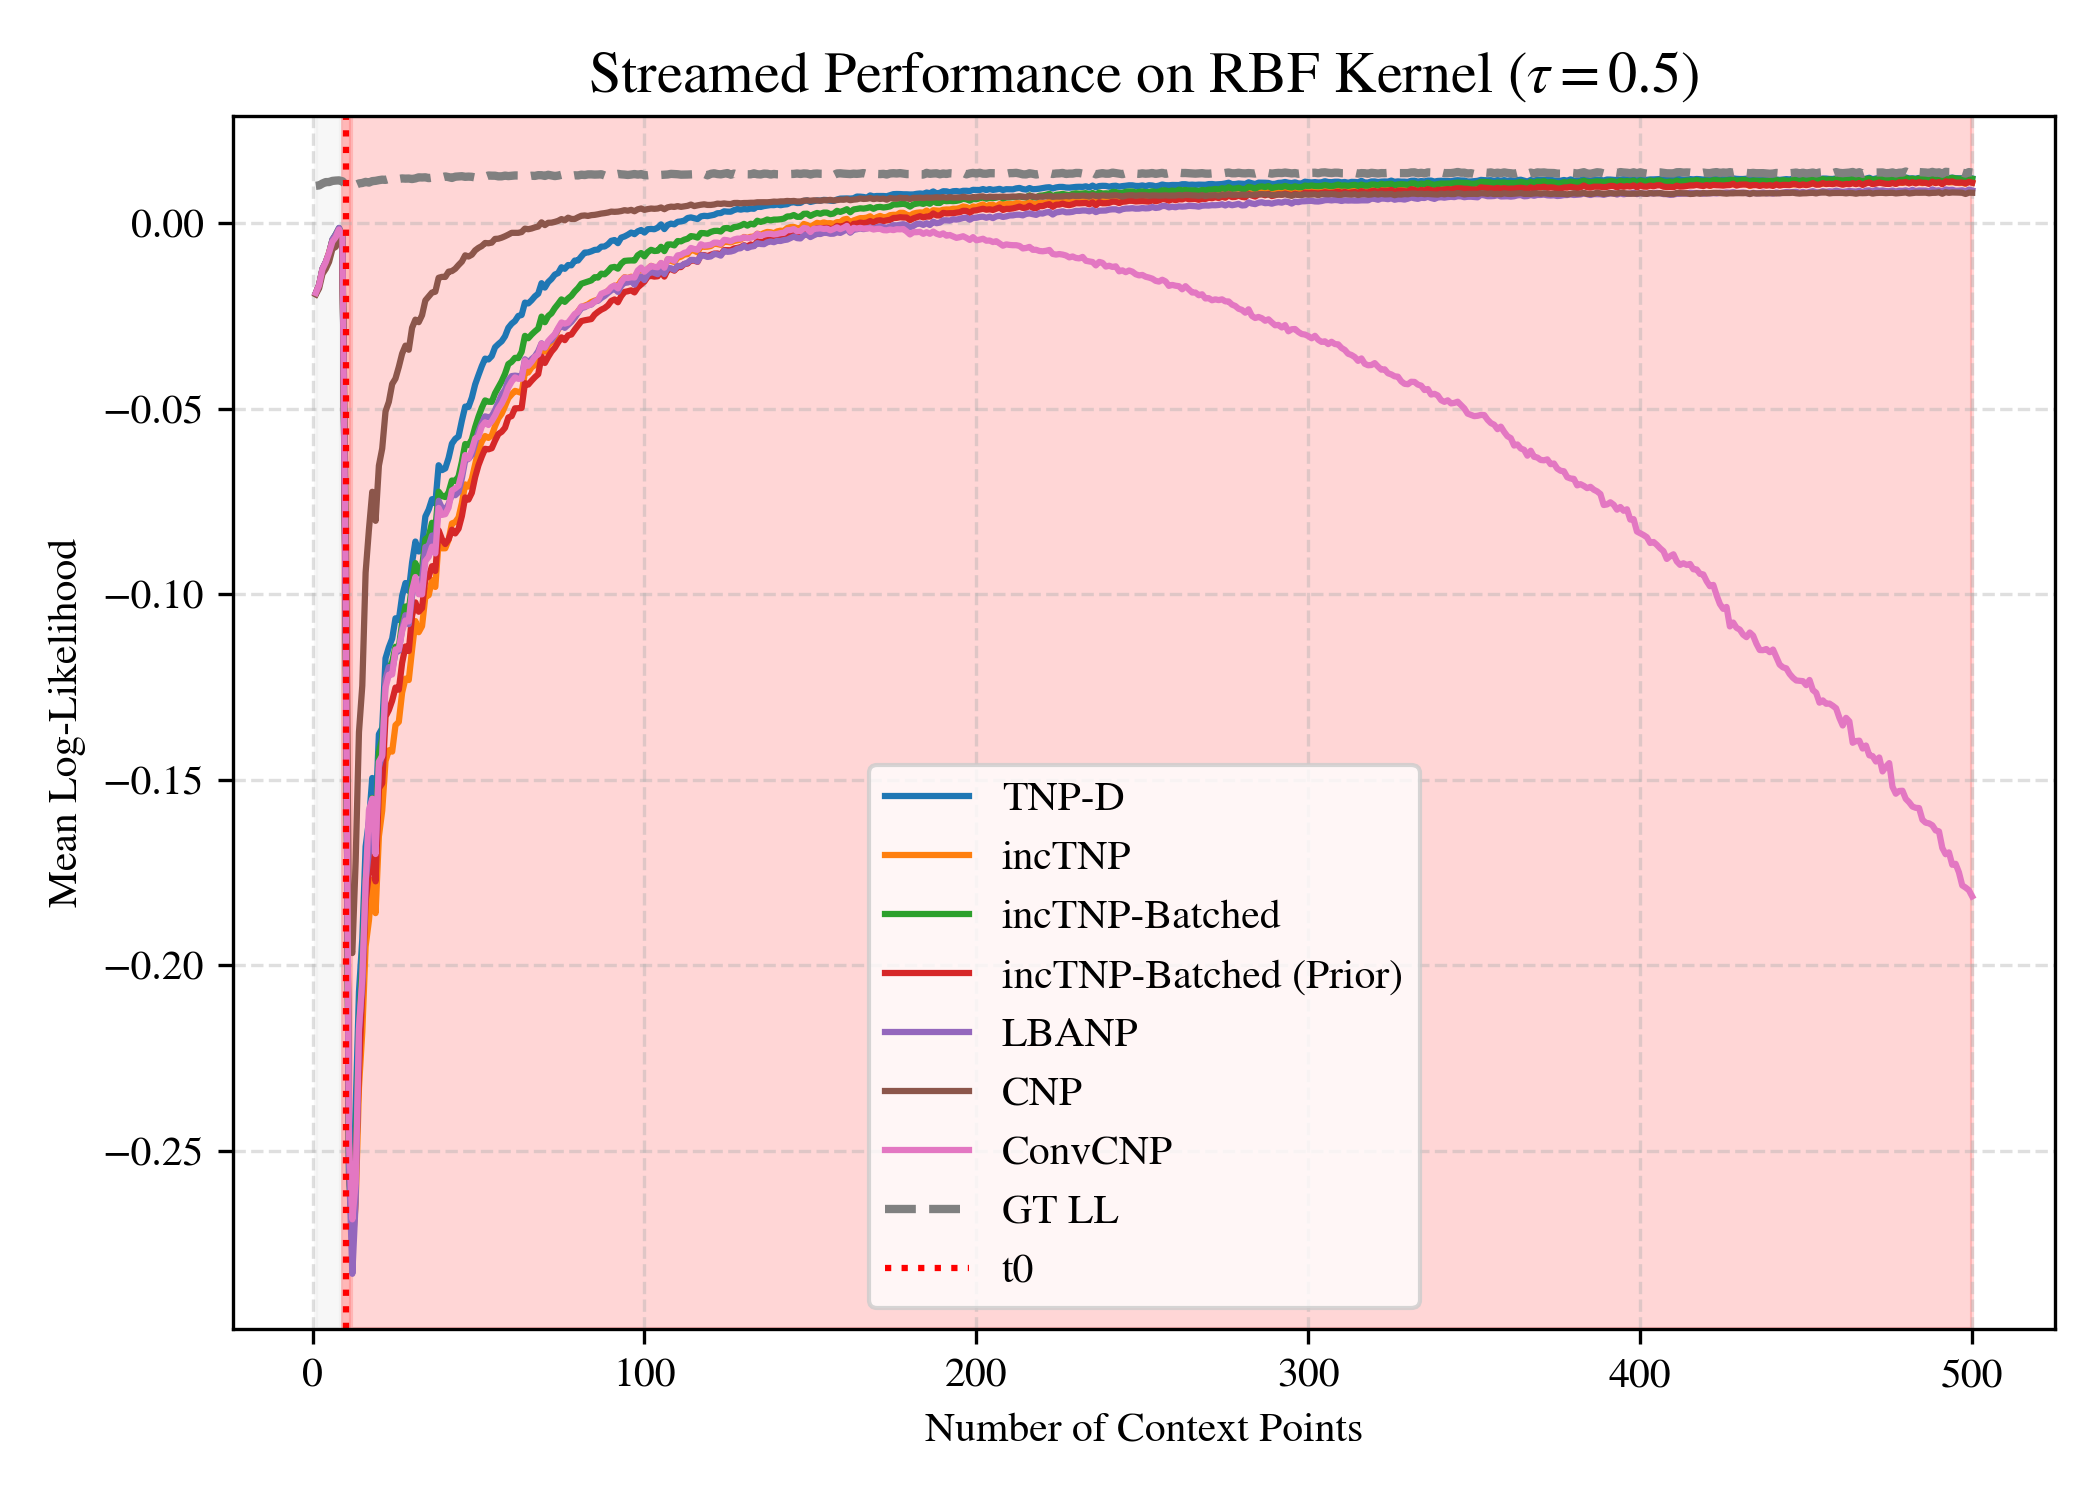 Streamed Performance on RBF Kernel (τ = 0.5)
Mean Log-Likelihood
0.00
−0.05
−0.10
−0.15
−0.20
−0.25
TNP-D
incTNP
incTNP-Batched
incTNP-Batched (Prior)
LBANP
CNP
ConvCNP
GT LL
t0
0 100 200 300 400 500
Number of Context Points